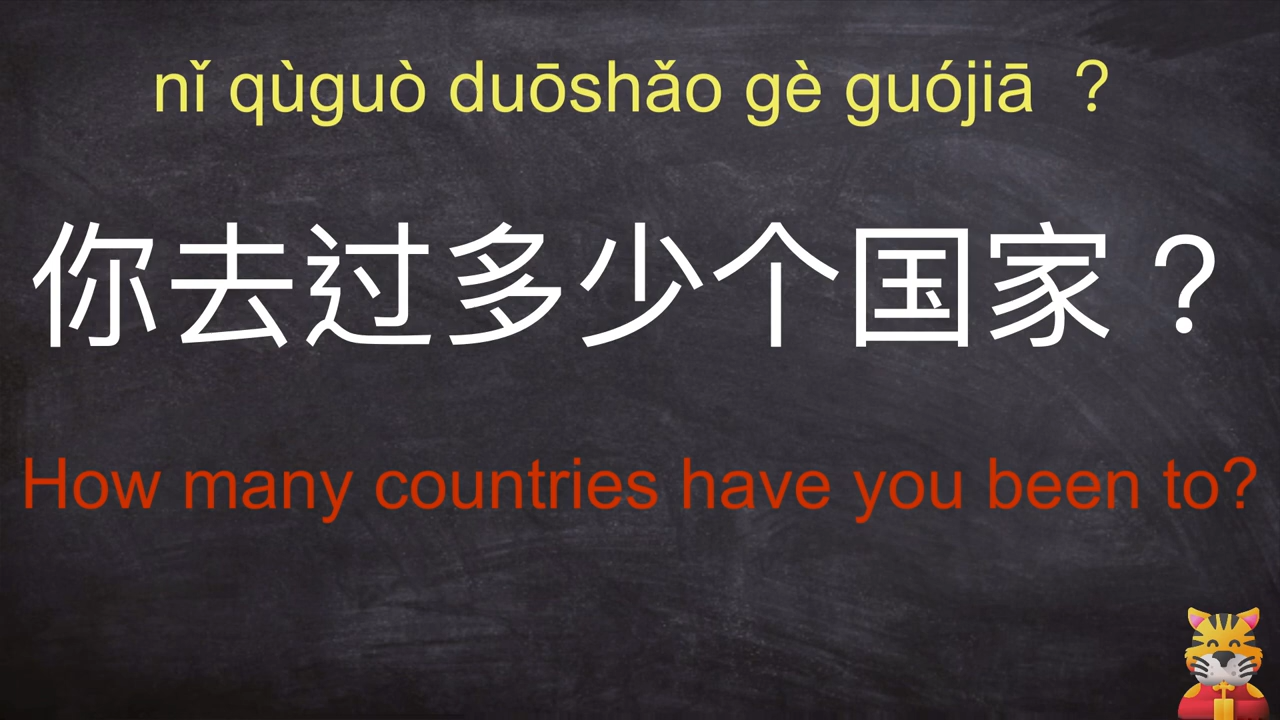 nǐ qùguò duōshǎo gè guójiā ？
你去过多少个国家？
How many countries have you been to?